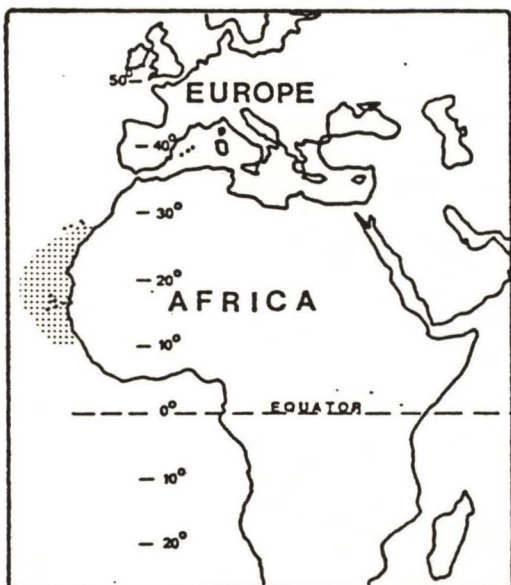 50°—
EUROPE
— 40°
— 30°
— 20°
AFRICA
— 10°
0°
EQUATOR
— 10°
— 20°